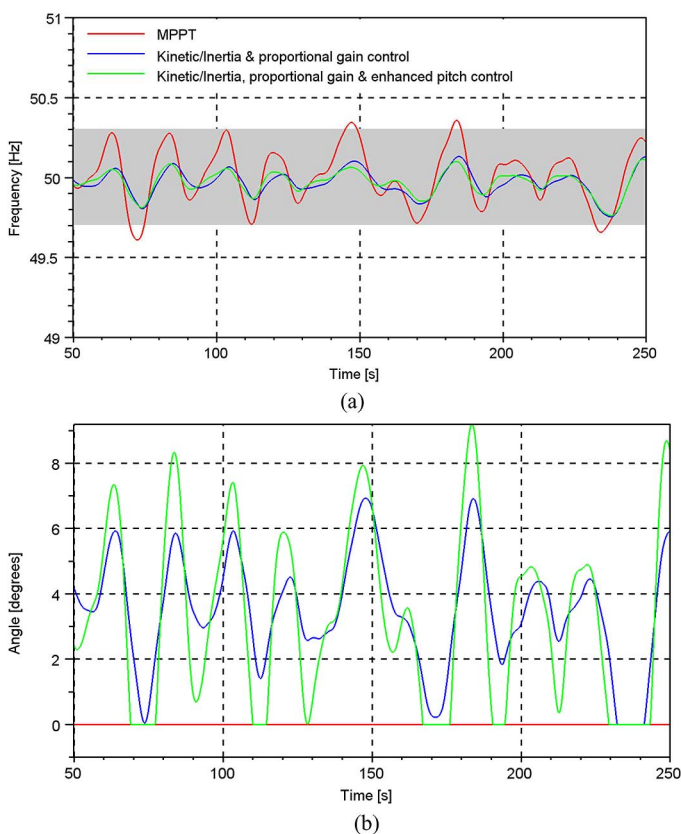 51
50.5
50
49.5
49
Frequency [Hz]
MPPT
Kinetic/Inertia & proportional gain control
Kinetic/Inertia, proportional gain & enhanced pitch control
50 100 150 200 250
Time [s]
(a)
8
6
4
2
0
Angle [degrees]
50 100 150 200 250
Time [s]
(b)